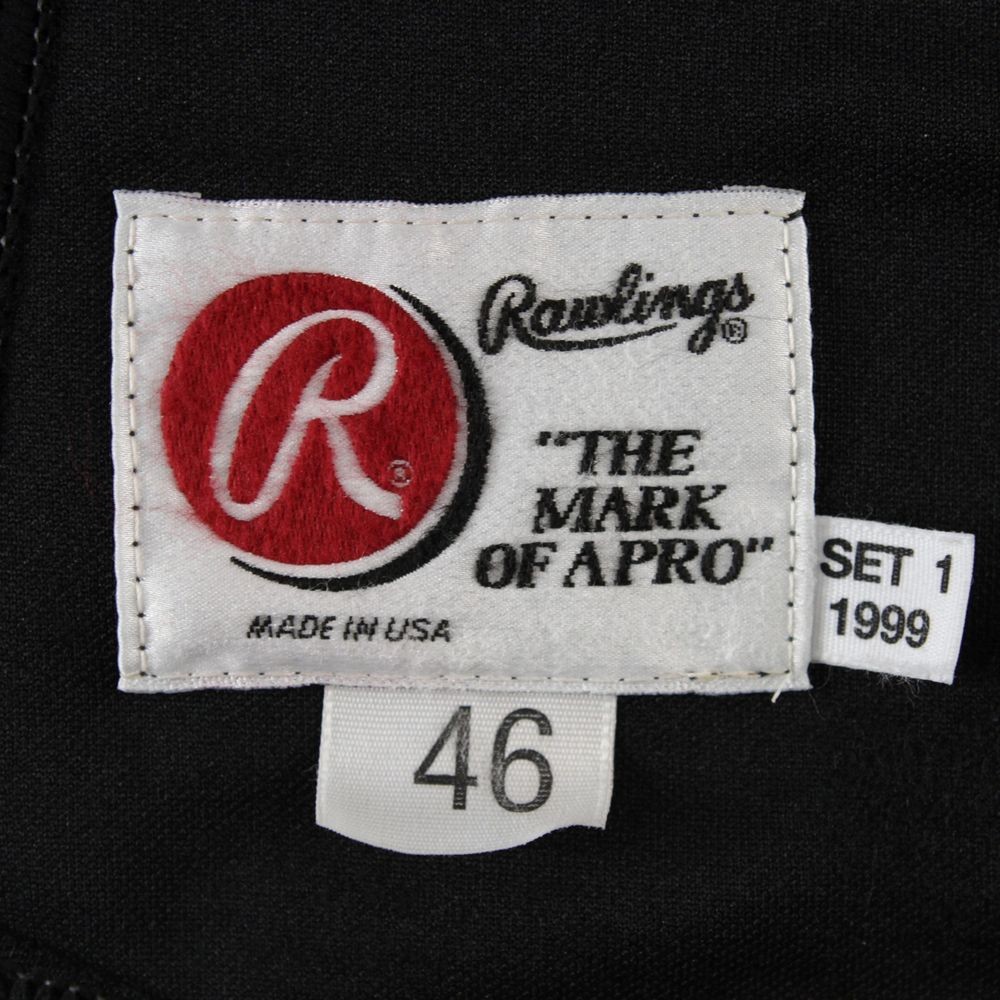 R®
Rawlings®
"THE
MARK
OF A PRO"
MADE IN USA
SET 1
1999
46